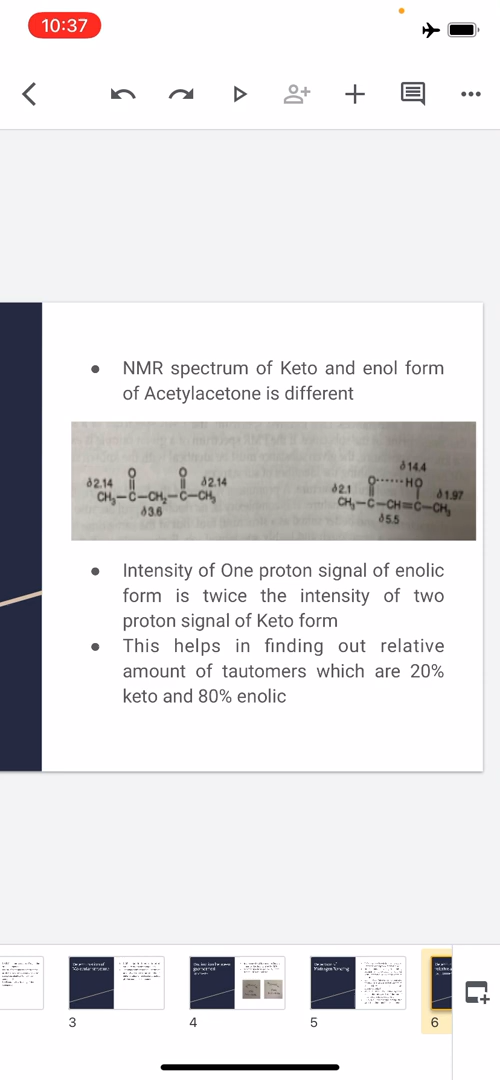 10:37
● NMR spectrum of Keto and enol form
of Acetylacetone is different
O O
δ2.14 δ2.14
CH₃–C–CH₂–C–CH₃
δ3.6
δ14.4
O------HO
δ2.1 δ1.97
CH₃–C–CH=C–CH₃
δ5.5
● Intensity of One proton signal of enolic
form is twice the intensity of two
proton signal of Keto form
● This helps in finding out relative
amount of tautomers which are 20%
keto and 80% enolic
3
4
5
6